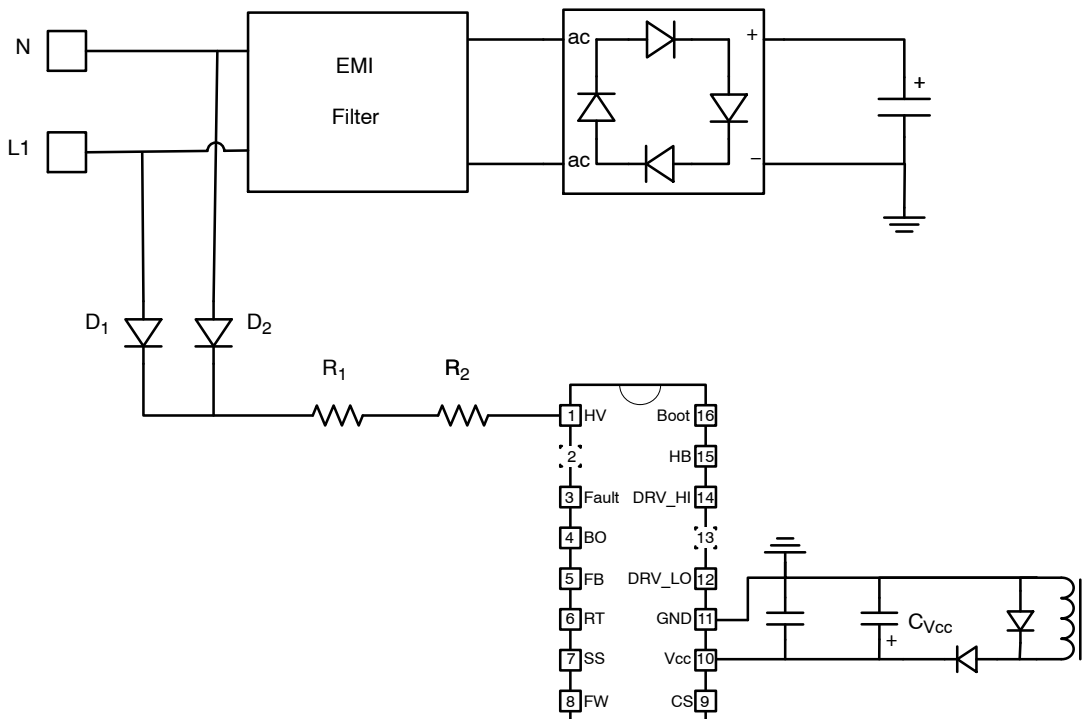 N
EMI
Filter
ac
+
+
L1
ac
−
D1
D2
R1
R2
1 HV
Boot 16
2
HB 15
3 Fault
DRV_HI 14
4 BO
13
5 FB
DRV_LO 12
6 RT
GND 11
CVcc
+
7 SS
Vcc 10
8 FW
CS 9